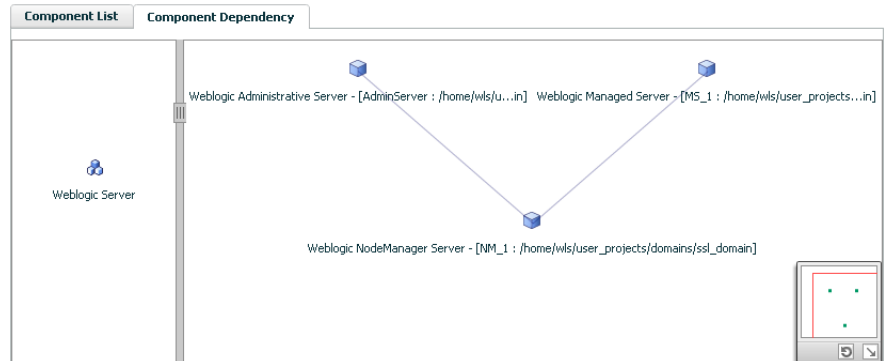 Component List
Component Dependency
Weblogic Administrative Server - [AdminServer : /home/wls/u...in]
Weblogic Managed Server - [MS_1 : /home/wls/user_projects...in]
Weblogic Server
Weblogic NodeManager Server - [NM_1 : /home/wls/user_projects/domains/ssl_domain]